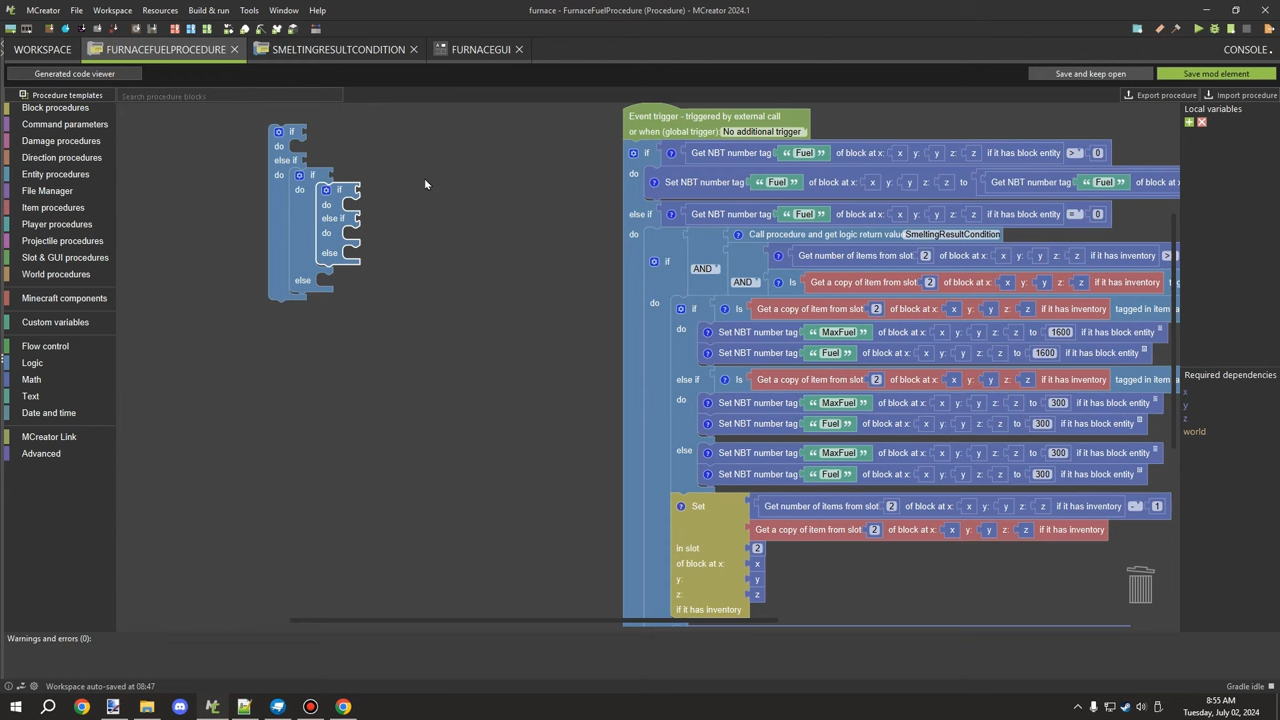 MCreator File Workspace Resources Build & run Tools Window Help furnace - FurnaceFuelProcedure (Procedure) - MCreator 2024.1
WORKSPACE FURNACEFUELPROCEDURE SMELTINGRESULTCONDITION FURNACEGUI CONSOLE
Generated code viewer Save and keep open Save mod element
Procedure templates Search procedure blocks Export procedure Import procedure
Block procedures
Command parameters
Damage procedures
Direction procedures
Entity procedures
File Manager
Item procedures
Player procedures
Projectile procedures
Slot & GUI procedures
World procedures
Minecraft components
Custom variables
Flow control
Logic
Math
Text
Date and time
MCreator Link
Advanced
if
do
else if
do if
do if
do
else if
do
else
else
Event trigger - triggered by external call
or when (global trigger): No additional trigger
if Get NBT number tag “ Fuel ” of block at x: x y: y z: z if it has block entity > 0
do Set NBT number tag “ Fuel ” of block at x: x y: y z: z to Get NBT number tag “ Fuel ” of block at x
else if Get NBT number tag “ Fuel ” of block at x: x y: y z: z if it has block entity = 0
do Call procedure and get logic return value SmeltingResultCondition
if AND Get number of items from slot 2 of block at x: x y: y z: z if it has inventory >
AND Is Get a copy of item from slot 2 of block at x: x y: y z: z if it has inventory
do if Is Get a copy of item from slot 2 of block at x: x y: y z: z if it has inventory tagged in item
do Set NBT number tag “ MaxFuel ” of block at x: x y: y z: z to 1600 if it has block entity
Set NBT number tag “ Fuel ” of block at x: x y: y z: z to 1600 if it has block entity
else if Is Get a copy of item from slot 2 of block at x: x y: y z: z if it has inventory tagged in item
do Set NBT number tag “ MaxFuel ” of block at x: x y: y z: z to 300 if it has block entity
Set NBT number tag “ Fuel ” of block at x: x y: y z: z to 300 if it has block entity
else Set NBT number tag “ MaxFuel ” of block at x: x y: y z: z to 300 if it has block entity
Set NBT number tag “ Fuel ” of block at x: x y: y z: z to 300 if it has block entity
Set Get number of items from slot 2 of block at x: x y: y z: z if it has inventory - 1
Get a copy of item from slot 2 of block at x: x y: y z: z if it has inventory
in slot 2
of block at x: x
y: y
z: z
if it has inventory
Local variables
Required dependencies
x
y
z
world
Warnings and errors (0):
Workspace auto-saved at 08:47 Gradle idle
8:55 AM
Tuesday, July 02, 2024